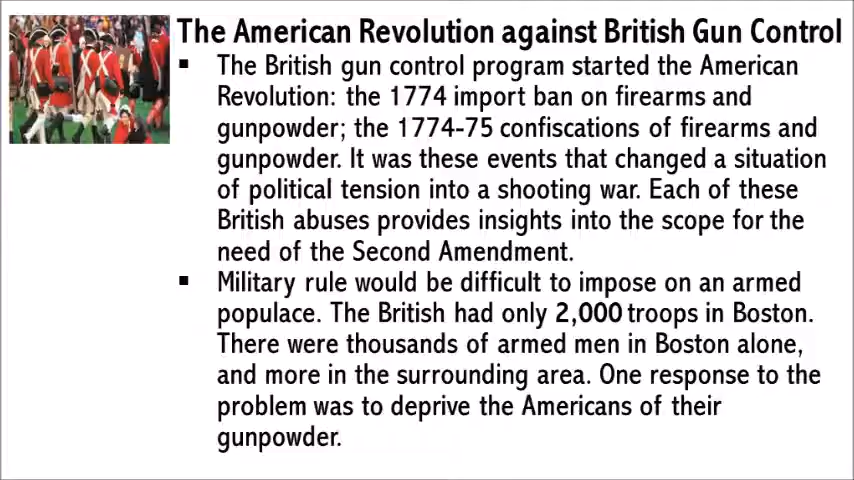 The American Revolution against British Gun Control
▪ The British gun control program started the American
Revolution: the 1774 import ban on firearms and
gunpowder; the 1774-75 confiscations of firearms and
gunpowder. It was these events that changed a situation
of political tension into a shooting war. Each of these
British abuses provides insights into the scope for the
need of the Second Amendment.
▪ Military rule would be difficult to impose on an armed
populace. The British had only 2,000 troops in Boston.
There were thousands of armed men in Boston alone,
and more in the surrounding area. One response to the
problem was to deprive the Americans of their
gunpowder.